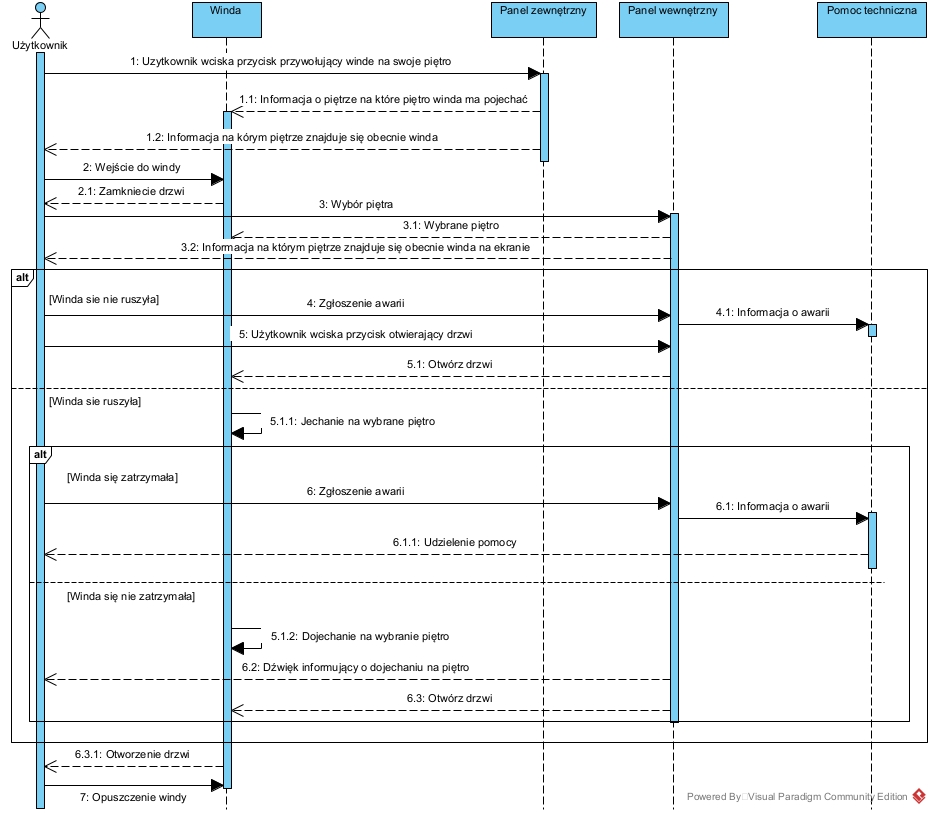 Winda
Panel zewnętrzny
Panel wewnętrzny
Pomoc techniczna
Użytkownik
1: Uzytkownik wciska przycisk przywołujący winde na swoje piętro
1.1: Informacja o piętrze na które piętro winda ma pojechać
1.2: Informacja na kórym piętrze znajduje się obecnie winda
2: Wejście do windy
2.1: Zamkniecie drzwi
3: Wybór piętra
3.1: Wybrane piętro
3.2: Informacja na którym piętrze znajduje się obecnie winda na ekranie
alt
[Winda sie nie ruszyła]
4: Zgłoszenie awarii
4.1: Informacja o awarii
5: Użytkownik wciska przycisk otwierający drzwi
5.1: Otwórz drzwi
[Winda sie ruszyła]
5.1.1: Jechanie na wybrane piętro
alt
[Winda się zatrzymała]
6: Zgłoszenie awarii
6.1: Informacja o awarii
6.1.1: Udzielenie pomocy
[Winda się nie zatrzymała]
5.1.2: Dojechanie na wybranie piętro
6.2: Dźwięk informujący o dojechaniu na piętro
6.3: Otwórz drzwi
6.3.1: Otworzenie drzwi
7: Opuszczenie windy
Powered By Visual Paradigm Community Edition